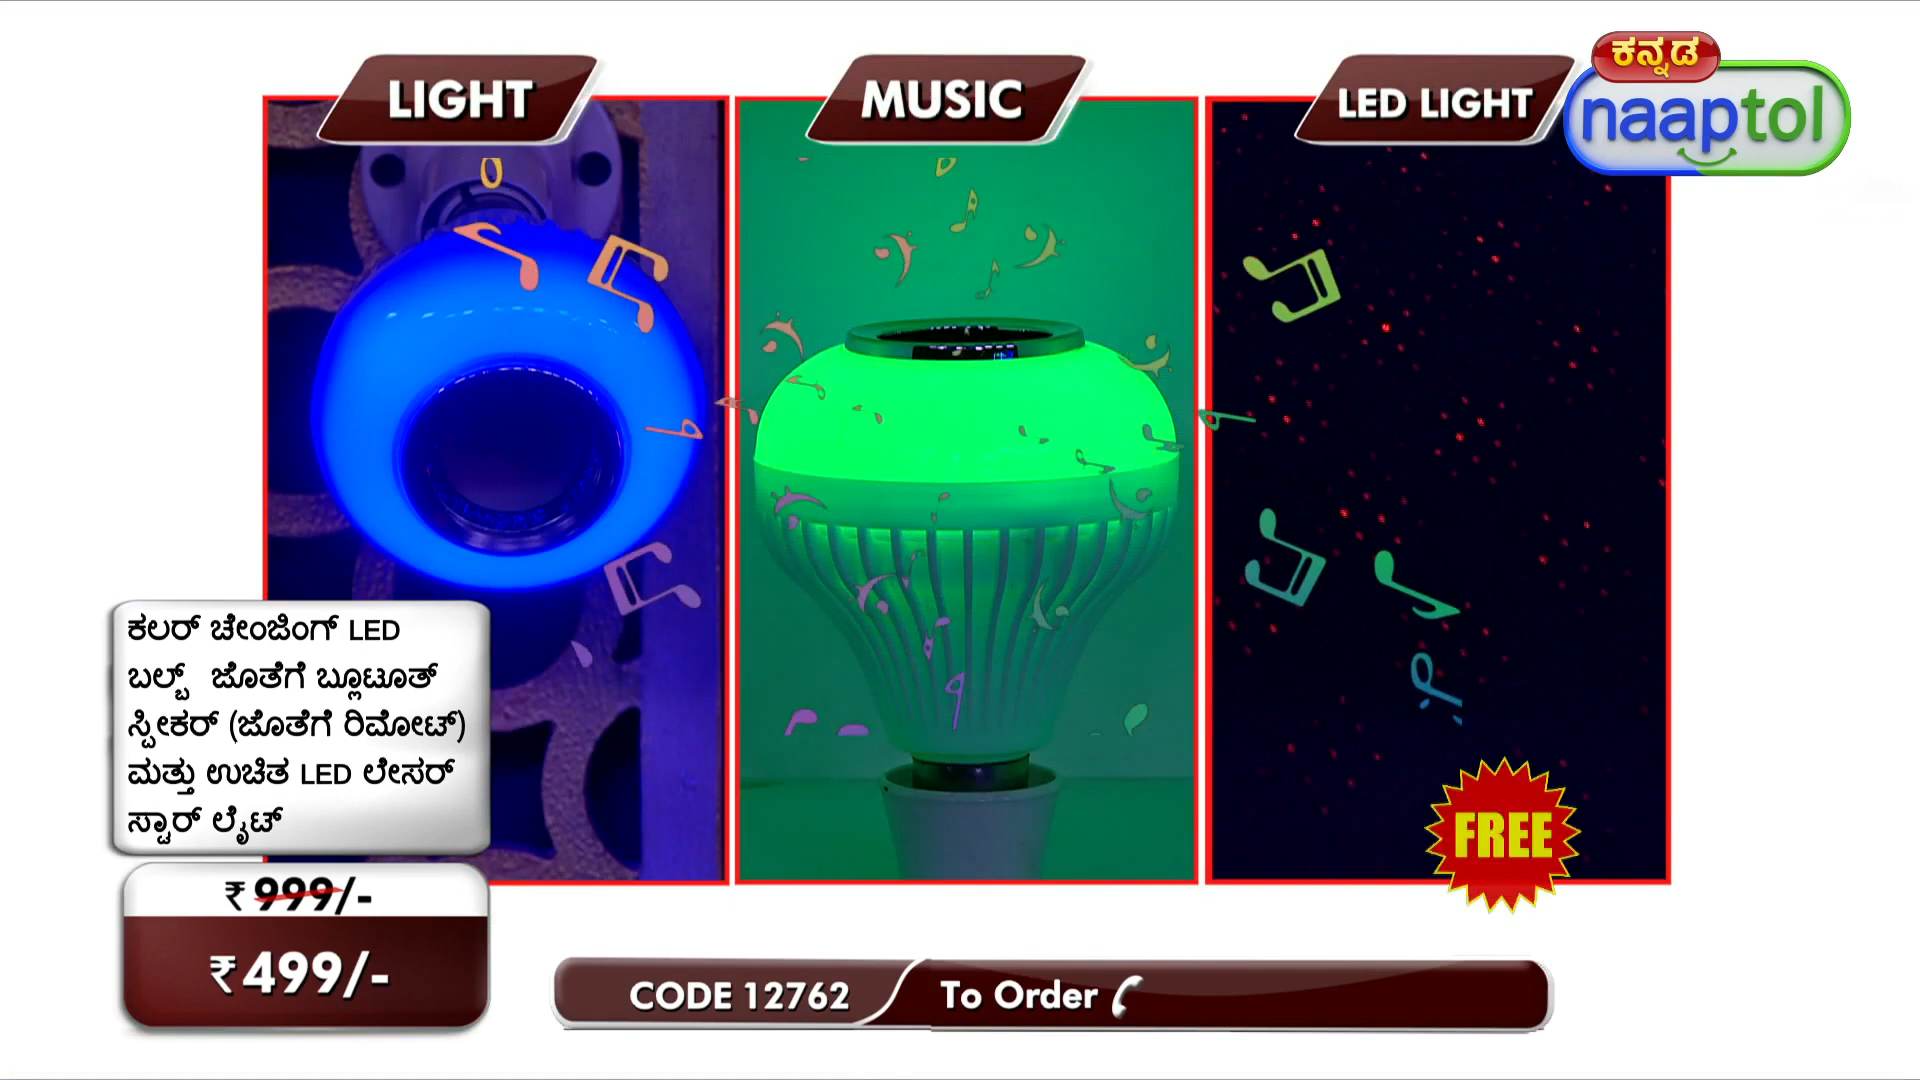 LIGHT
MUSIC
LED LIGHT
ಕನ್ನಡ
naaptol
ಕಲರ್ ಚೇಂಜಿಂಗ್ LED
ಬಲ್ಬ್ ಜೊತೆಗೆ ಬ್ಲೂಟೂತ್
ಸ್ಪೀಕರ್ (ಜೊತೆಗೆ ರಿಮೋಟ್)
ಮತ್ತು ಉಚಿತ LED ಲೇಸರ್
ಸ್ಟಾರ್ ಲೈಟ್
FREE
₹999/-
₹499/-
CODE 12762 To Order